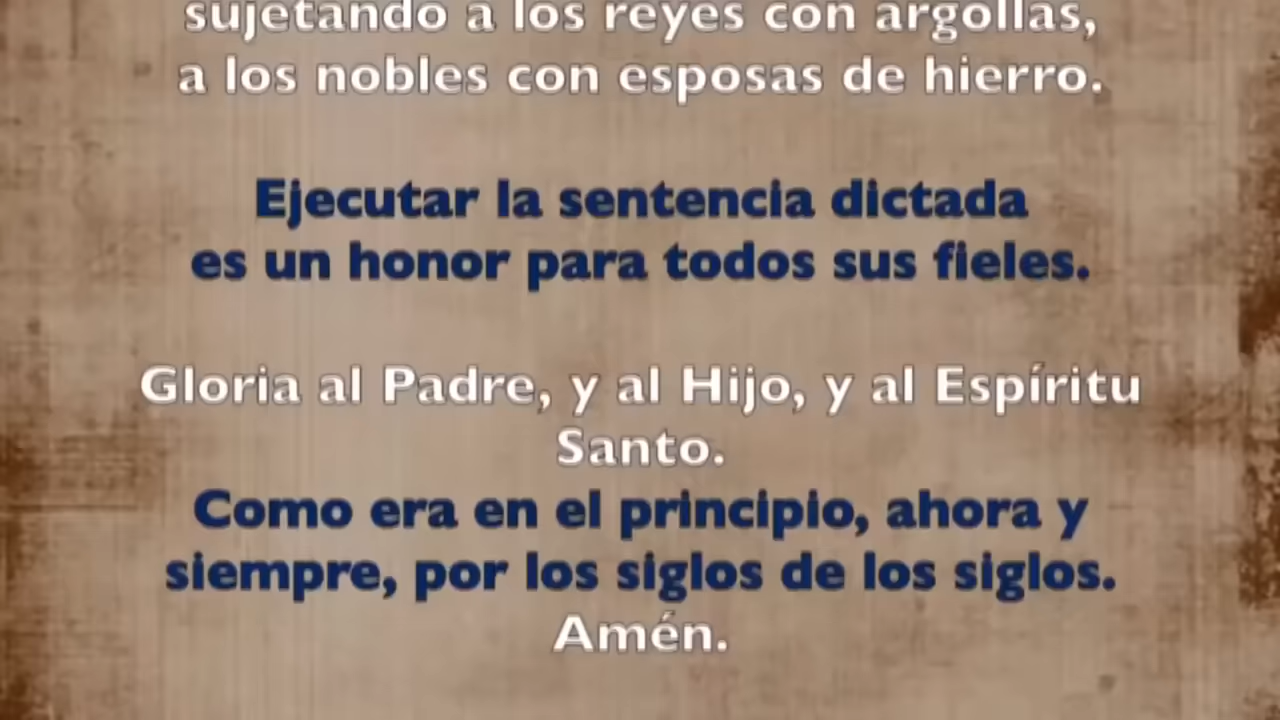 sujetando a los reyes con argollas,
a los nobles con esposas de hierro.
Ejecutar la sentencia dictada
es un honor para todos sus fieles.
Gloria al Padre, y al Hijo, y al Espíritu
Santo.
Como era en el principio, ahora y
siempre, por los siglos de los siglos.
Amén.